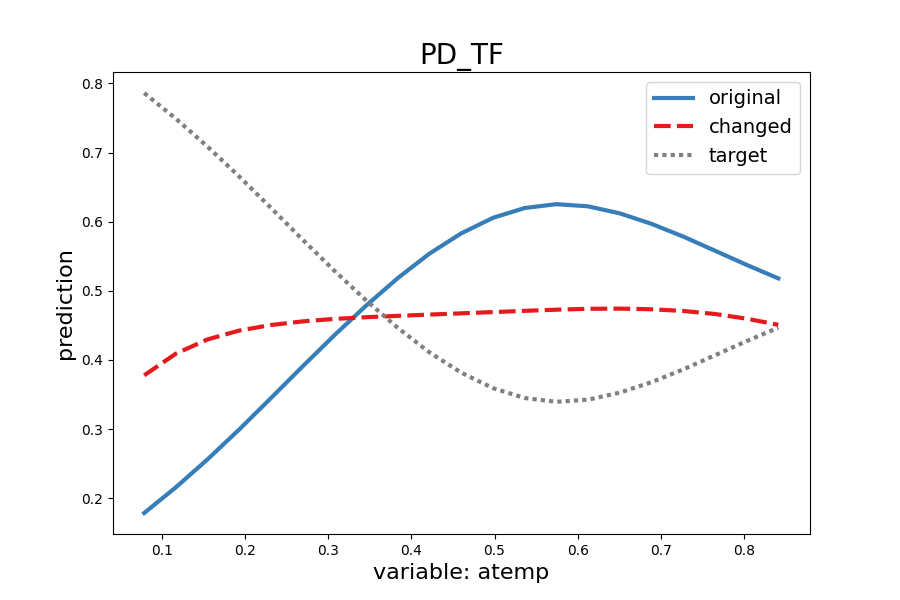 PD_TF
original
changed
target
prediction
0.8
0.7
0.6
0.5
0.4
0.3
0.2
0.1 0.2 0.3 0.4 0.5 0.6 0.7 0.8
variable: atemp